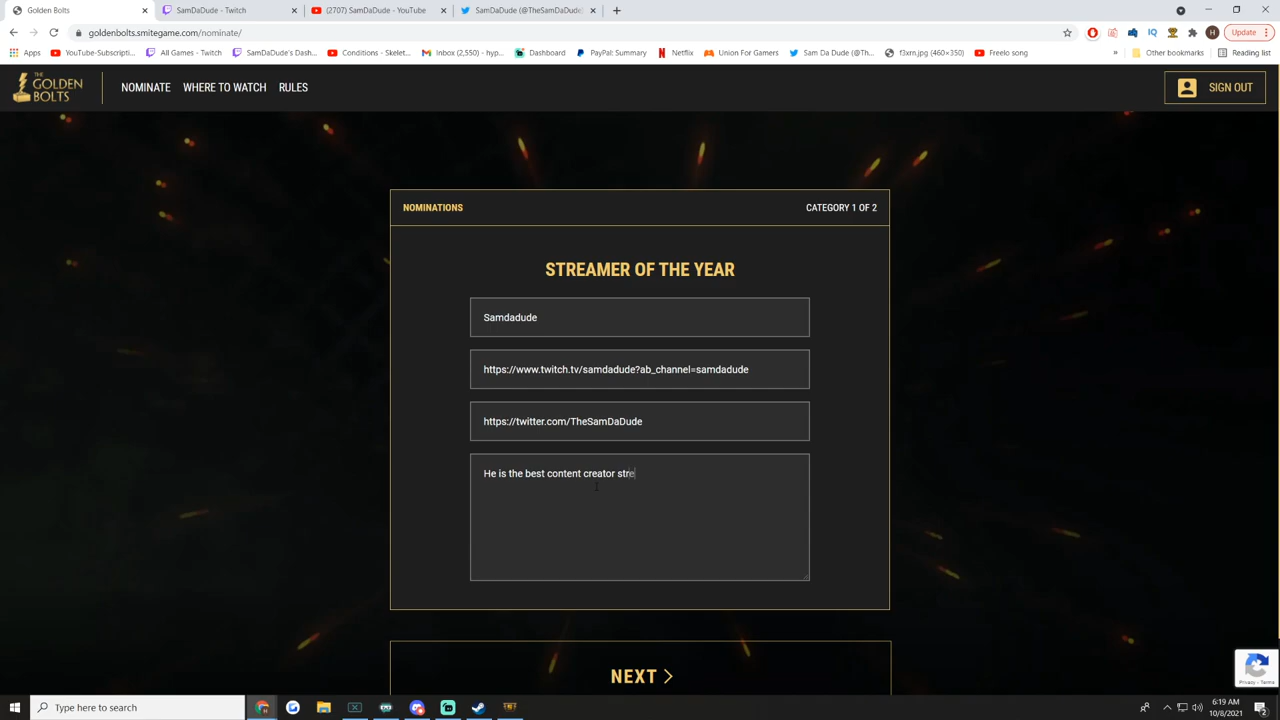 Golden Bolts
SamDaDude - Twitch
(2707) SamDaDude - YouTube
SamDaDude (@TheSamDaDude
goldenbolts.smitegame.com/nominate/
Update
Apps
YouTube-Subscripti...
All Games - Twitch
SamDaDude's Dash...
Conditions - Skelet...
Inbox (2,550) - hyp...
Dashboard
PayPal: Summary
Netflix
Union For Gamers
Sam Da Dude (@Th...
f3xrn.jpg (460×350)
Freelo song
»
Other bookmarks
Reading list
THE
GOLDEN
BOLTS
NOMINATE
WHERE TO WATCH
RULES
SIGN OUT
NOMINATIONS
CATEGORY 1 OF 2
STREAMER OF THE YEAR
Samdadude
https://www.twitch.tv/samdadude?ab_channel=samdadude
https://twitter.com/TheSamDaDude
He is the best content creator stre
NEXT >
Privacy - Terms
Type here to search
6:19 AM
10/8/2021
2